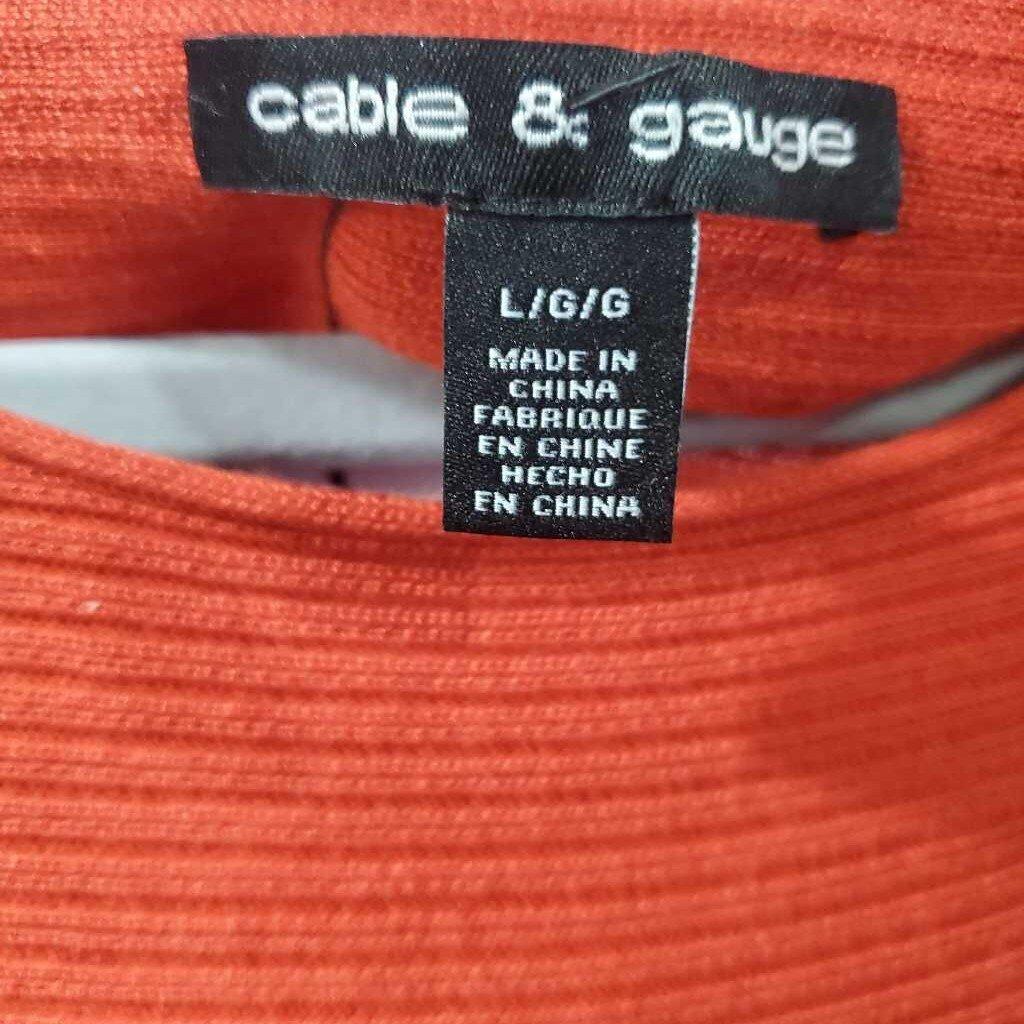 cable & gauge
L/G/G
MADE IN
CHINA
FABRIQUE
EN CHINE
HECHO
EN CHINA